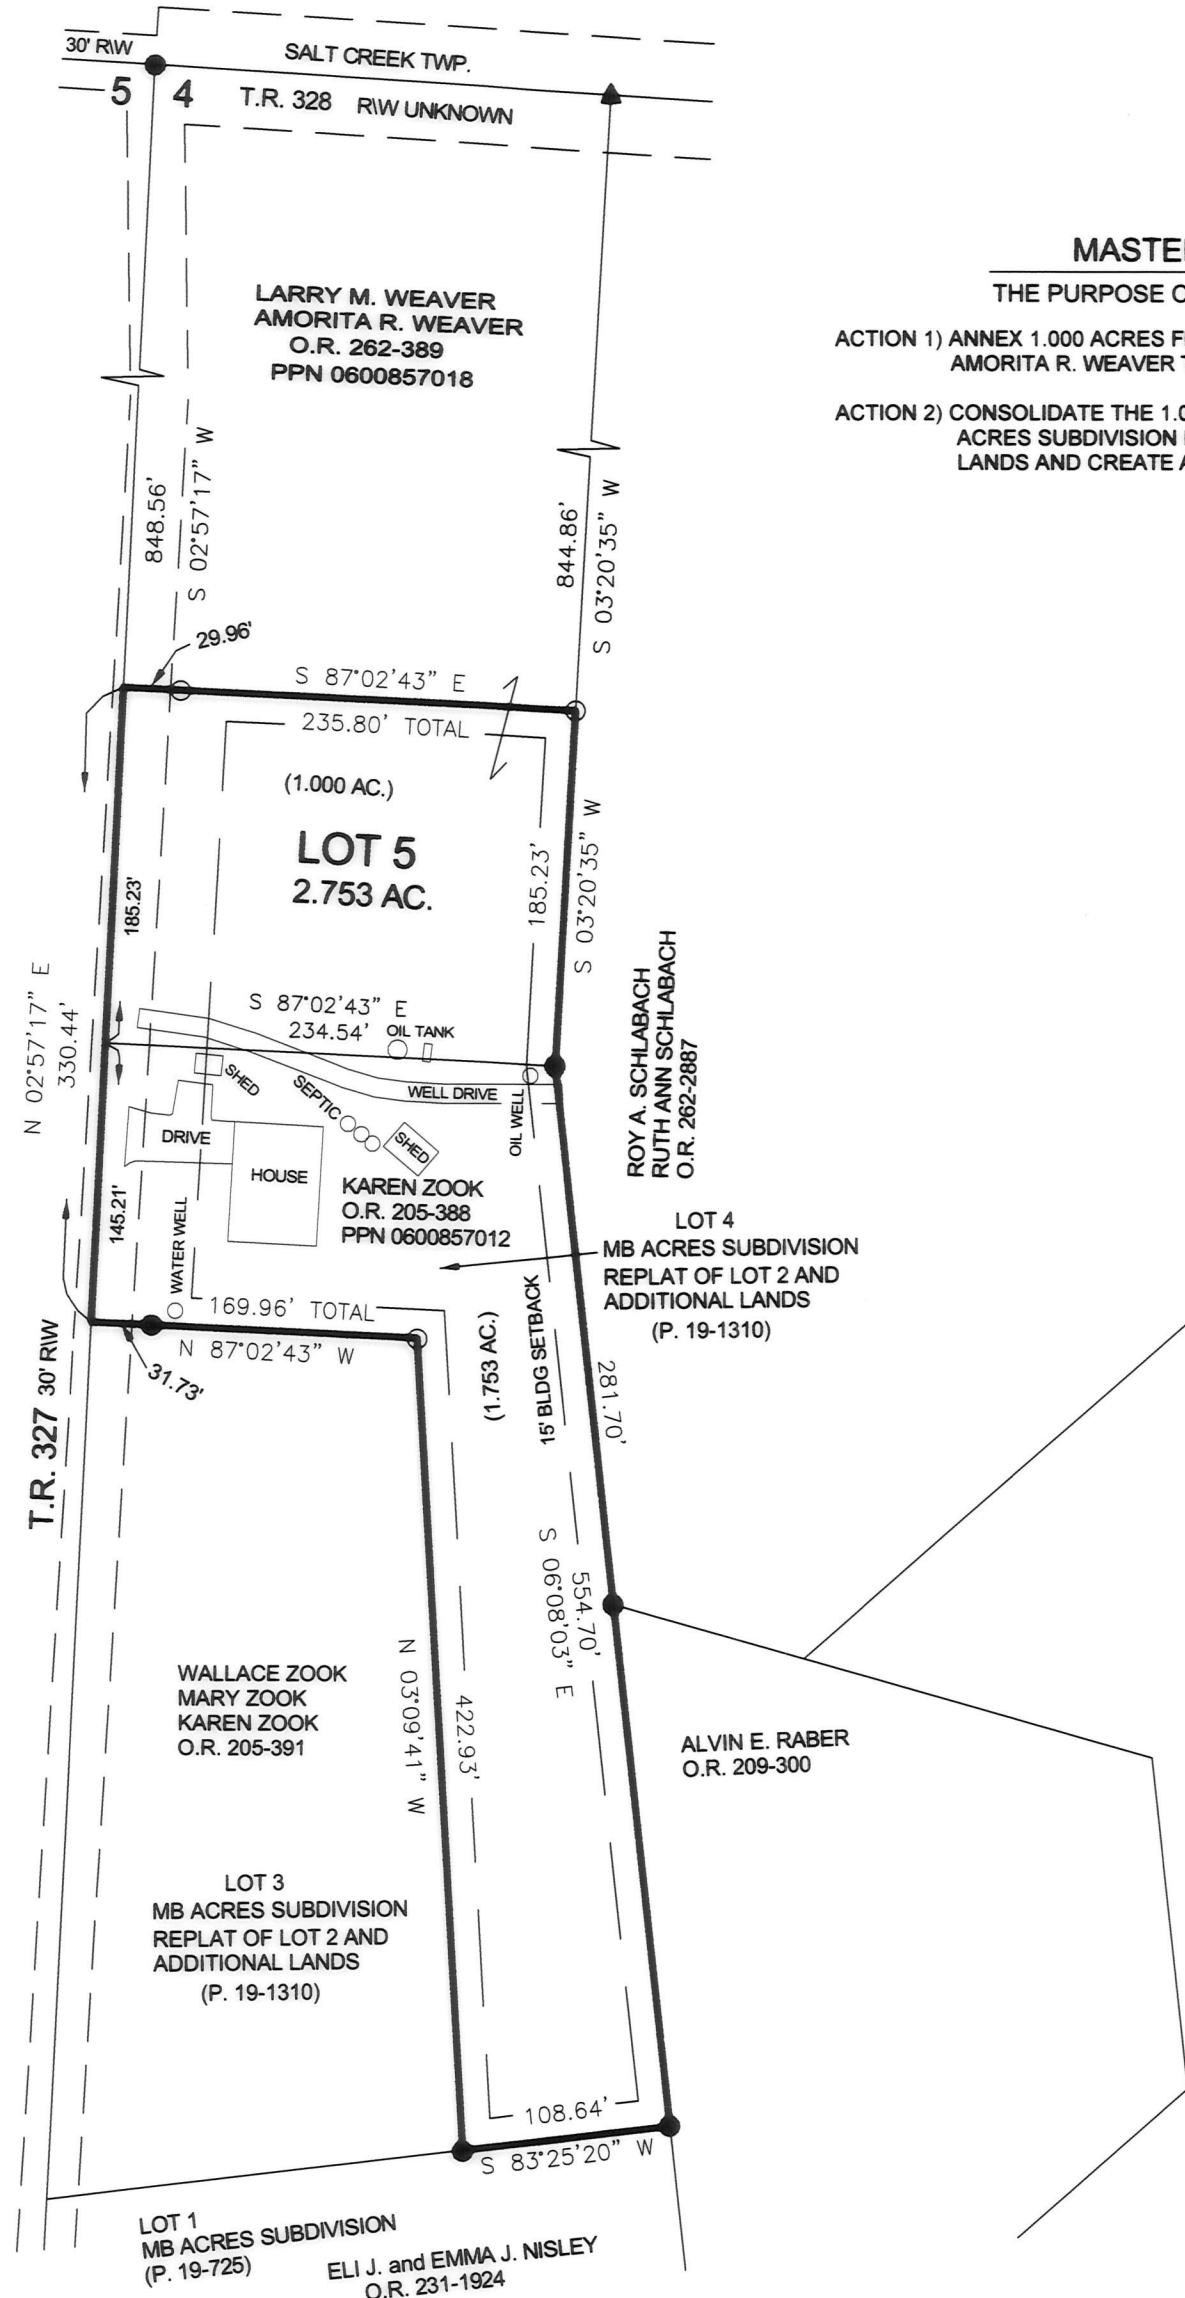 30' R\W
SALT CREEK TWP.
5 4
T.R. 328 R\W UNKNOWN
LARRY M. WEAVER
AMORITA R. WEAVER
O.R. 262-389
PPN 0600857018
MASTE
THE PURPOSE
ACTION 1) ANNEX 1.000 ACRES
AMORITA R. WEAVER
ACTION 2) CONSOLIDATE THE
ACRES SUBDIVISION
LANDS AND CREATE
848.56'
S 02°57'17" W
844.86'
S 03°20'35" W
29.96'
S 87°02'43" E
235.80' TOTAL
(1.000 AC.)
LOT 5
2.753 AC.
185.23'
185.23'
S 03°20'35" W
N 02°57'17" E
330.44'
S 87°02'43" E
234.54'
OIL TANK
SHED
SEPTIC
WELL DRIVE
OIL WELL
SHED
DRIVE
HOUSE
KAREN ZOOK
O.R. 205-388
PPN 0600857012
ROY A. SCHLABACH
RUTH ANN SCHLABACH
O.R. 262-2887
145.21'
WATER WELL
LOT 4
MB ACRES SUBDIVISION
REPLAT OF LOT 2 AND
ADDITIONAL LANDS
(P. 19-1310)
169.96' TOTAL
N 87°02'43" W
31.73'
(1.753 AC.)
15' BLDG SETBACK
281.70'
T.R. 327 30' R\W
554.70'
S 06°08'03" E
N 03°09'41" W
422.93'
WALLACE ZOOK
MARY ZOOK
KAREN ZOOK
O.R. 205-391
ALVIN E. RABER
O.R. 209-300
LOT 3
MB ACRES SUBDIVISION
REPLAT OF LOT 2 AND
ADDITIONAL LANDS
(P. 19-1310)
108.64'
S 83°25'20" W
LOT 1
MB ACRES SUBDIVISION
(P. 19-725)
ELI J. and EMMA J. NISLEY
O.R. 231-1924